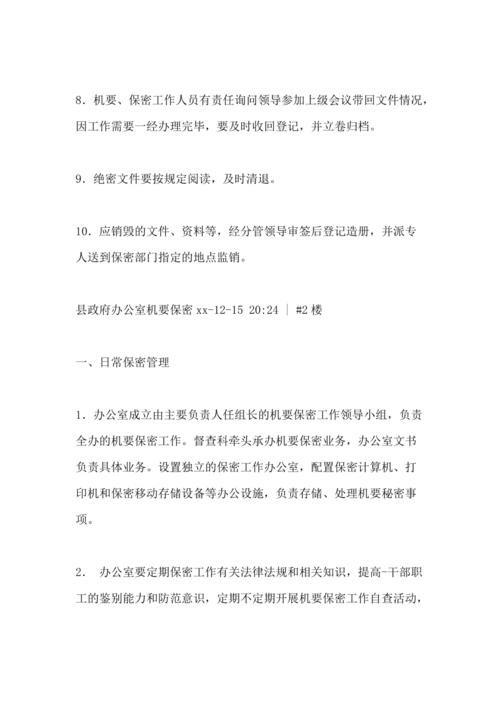 8．机要、保密工作人员有责任询问领导参加上级会议带回文件情况，
因工作需要一经办理完毕，要及时收回登记，并立卷归档。
9．绝密文件要按规定阅读，及时清退。
10．应销毁的文件、资料等，经分管领导审签后登记造册，并派专
人送到保密部门指定的地点监销。
县政府办公室机要保密xx-12-15 20:24 | #2楼
一、日常保密管理
1．办公室成立由主要负责人任组长的机要保密工作领导小组，负责
全办的机要保密工作。督查科牵头承办机要保密业务，办公室文书
负责具体业务。设置独立的保密工作办公室，配置保密计算机、打
印机和保密移动存储设备等办公设施，负责存储、处理机要秘密事
项。
2． 办公室要定期保密工作有关法律法规和相关知识，提高-干部职
工的鉴别能力和防范意识，定期不定期开展机要保密工作自查活动，